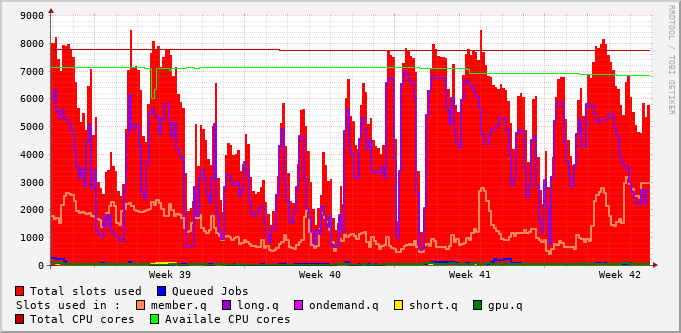 9000
8000
7000
6000
5000
4000
3000
2000
1000
0
Week 39 Week 40 Week 41 Week 42
RRDTOOL / TOBI OETIKER
Total slots used Queued Jobs
Slots used in : member.q long.q ondemand.q short.q gpu.q
Total CPU cores Availale CPU cores